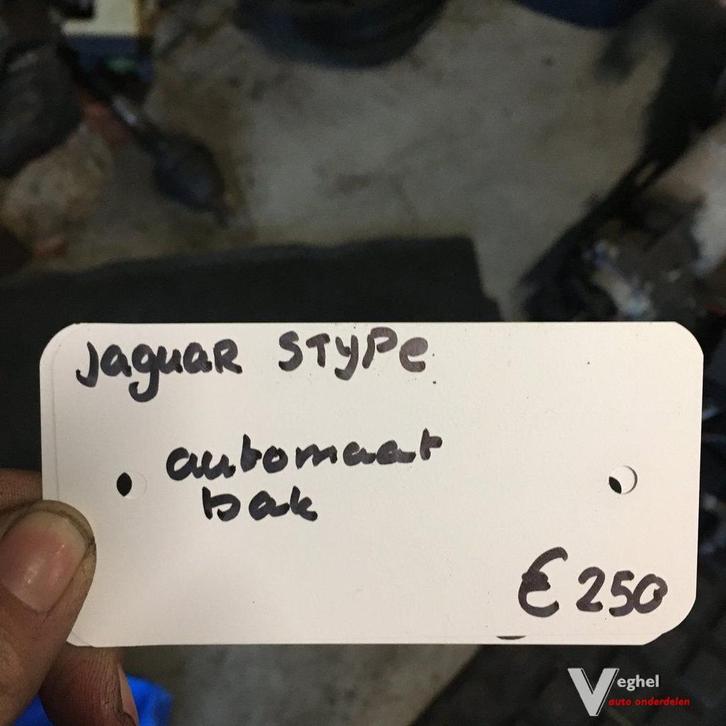 Jaguar STYPe
automaat
bak
€ 250
Veghel
auto onderdelen